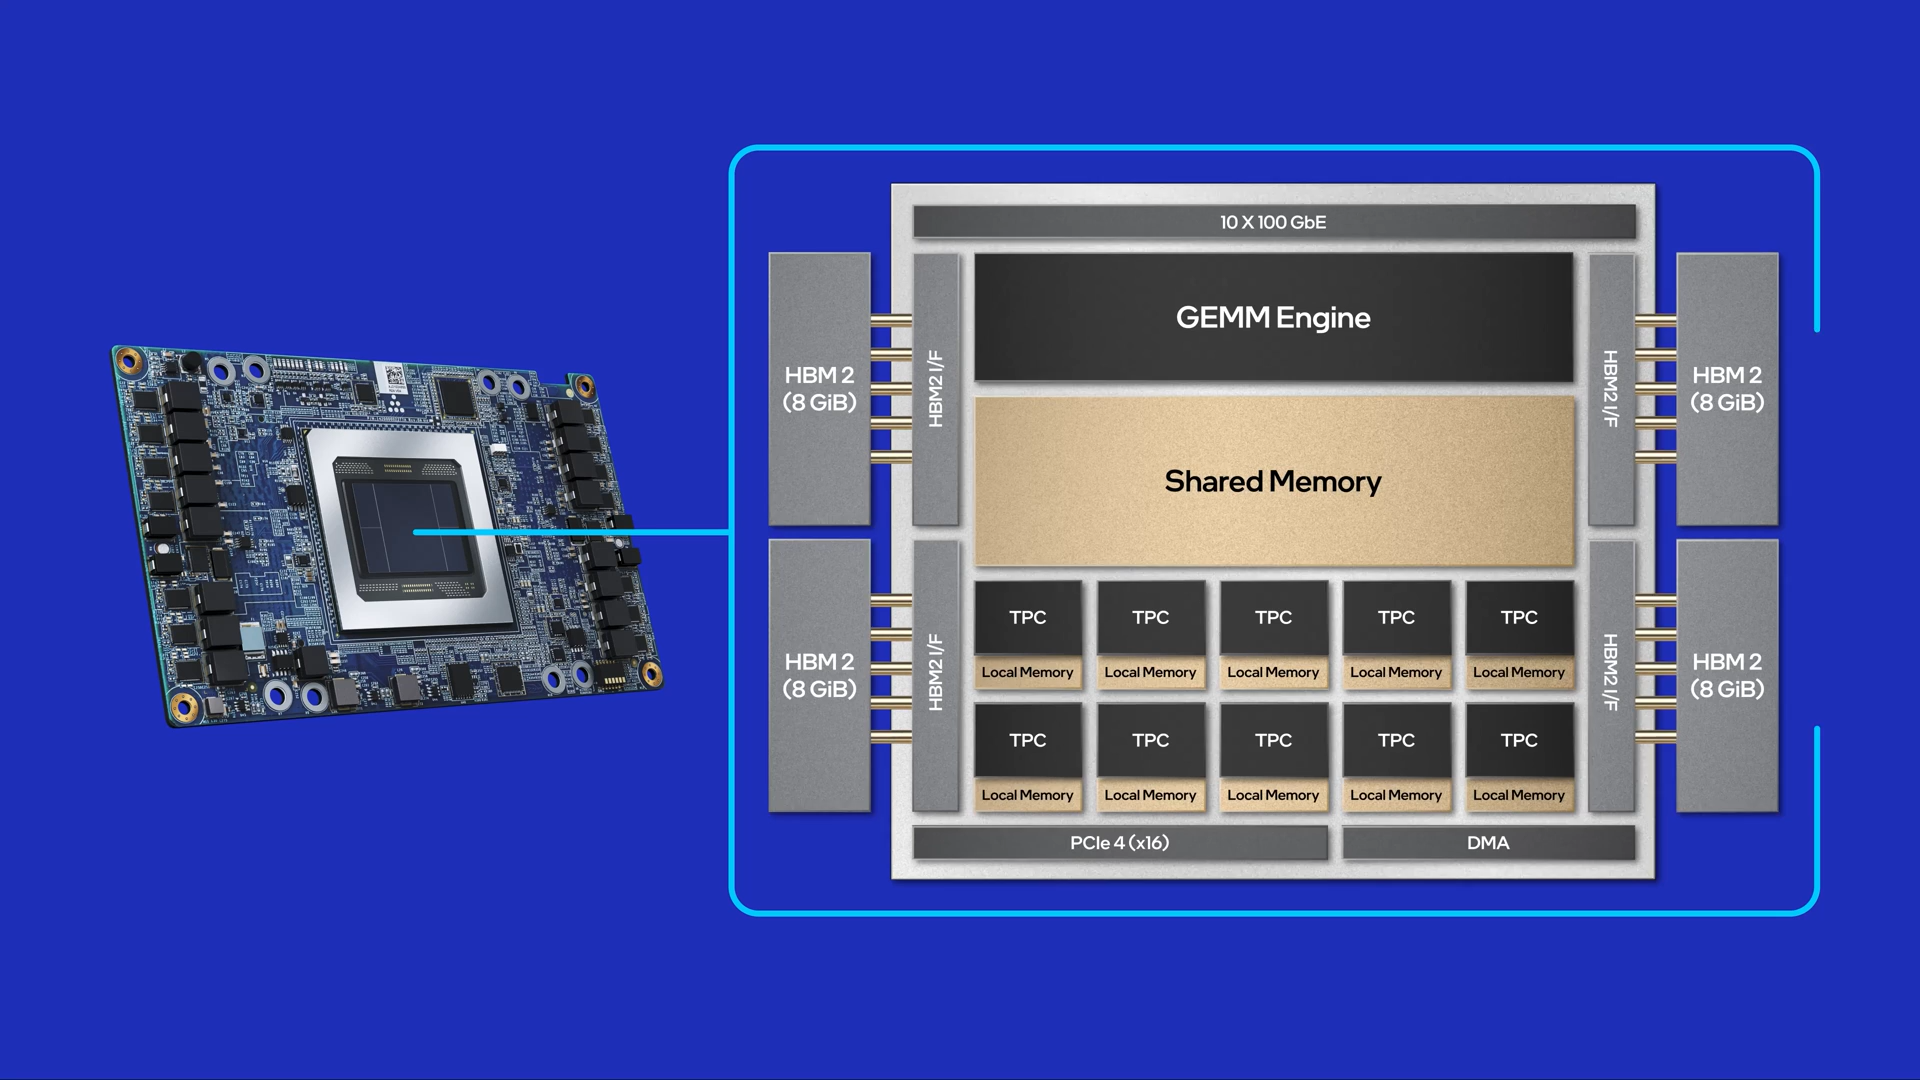 10 X 100 GbE
HBM 2
(8 GiB)
HBM2 I/F
GEMM Engine
HBM2 I/F
HBM 2
(8 GiB)
Shared Memory
HBM 2
(8 GiB)
HBM2 I/F
TPC
TPC
TPC
TPC
TPC
Local Memory
Local Memory
Local Memory
Local Memory
Local Memory
TPC
TPC
TPC
TPC
TPC
Local Memory
Local Memory
Local Memory
Local Memory
Local Memory
HBM2 I/F
HBM 2
(8 GiB)
PCIe 4 (x16)
DMA